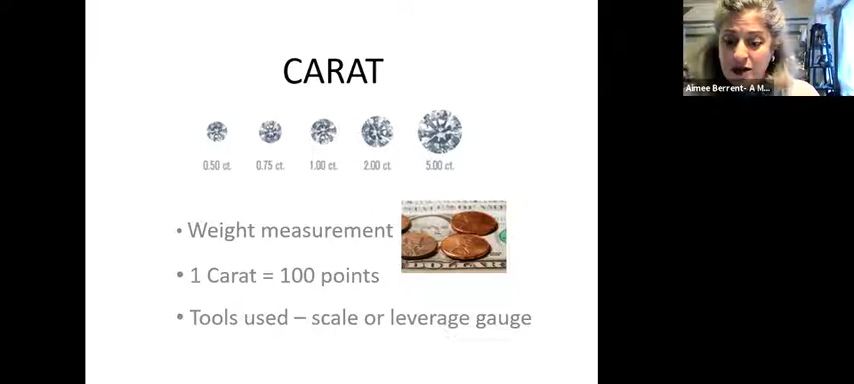 CARAT
0.50 ct. 0.75 ct. 1.00 ct. 2.00 ct. 5.00 ct.
• Weight measurement
• 1 Carat = 100 points
• Tools used – scale or leverage gauge
Aimee Berrent- A M...